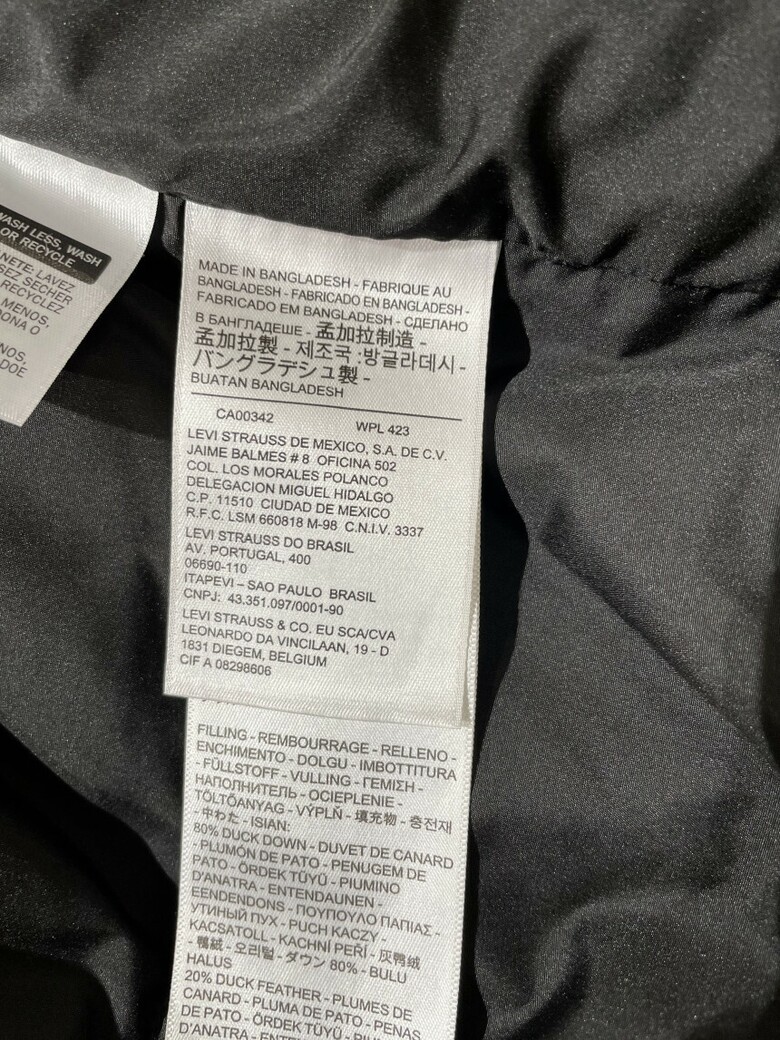 WASH LESS, WASH
OR RECYCLE
NETE: LAVEZ
SEZ SECHER
RECYCLEZ
MENOS,
DONA O
NOS,
DOE
MADE IN BANGLADESH - FABRIQUE AU
BANGLADESH - FABRICADO EN BANGLADESH -
FABRICADO EM BANGLADESH - СДЕЛАНО
В БАНГЛАДЕШЕ - 孟加拉制造 -
孟加拉製 - 제조국 :방글라데시 -
バングラデシュ製 -
BUATAN BANGLADESH
CA00342 WPL 423
LEVI STRAUSS DE MEXICO, S.A. DE C.V.
JAIME BALMES # 8 OFICINA 502
COL. LOS MORALES POLANCO
DELEGACION MIGUEL HIDALGO
C.P. 11510 CIUDAD DE MEXICO
R.F.C. LSM 660818 M-98 C.N.I.V. 3337
LEVI STRAUSS DO BRASIL
AV. PORTUGAL, 400
06690-110
ITAPEVI – SAO PAULO BRASIL
CNPJ: 43.351.097/0001-90
LEVI STRAUSS & CO. EU SCA/CVA
LEONARDO DA VINCILAAN, 19 - D
1831 DIEGEM, BELGIUM
CIF A 08298606
FILLING - REMBOURRAGE - RELLENO -
ENCHIMENTO - DOLGU - IMBOTTITURA
- FÜLLSTOFF - VULLING - ΓΕΜΙΣΗ -
НАПОЛНИТЕЛЬ - OCIEPLENIE -
TÖLTŐANYAG - VÝPLŇ - 填充物 - 충전재
- 中わた - ISIAN:
80% DUCK DOWN - DUVET DE CANARD
- PLUMÓN DE PATO - PENUGEM DE
PATO - ÖRDEK TÜYÜ - PIUMINO
D'ANATRA - ENTENDAUNEN -
EENDENDONS - ΠΟΥΠΟΥΛΟ ΠΑΠΙΑΣ -
УТИНЫЙ ПУХ - PUCH KACZY -
KACSATOLL - KACHNÍ PEŘÍ - 灰鸭绒
- 鴨絨 - 오리털 - ダウン 80% - BULU
HALUS
20% DUCK FEATHER - PLUMES DE
CANARD - PLUMA DE PATO - PENAS
DE PATO - ÖRDEK TÜYÜ -
D'ANATRA -